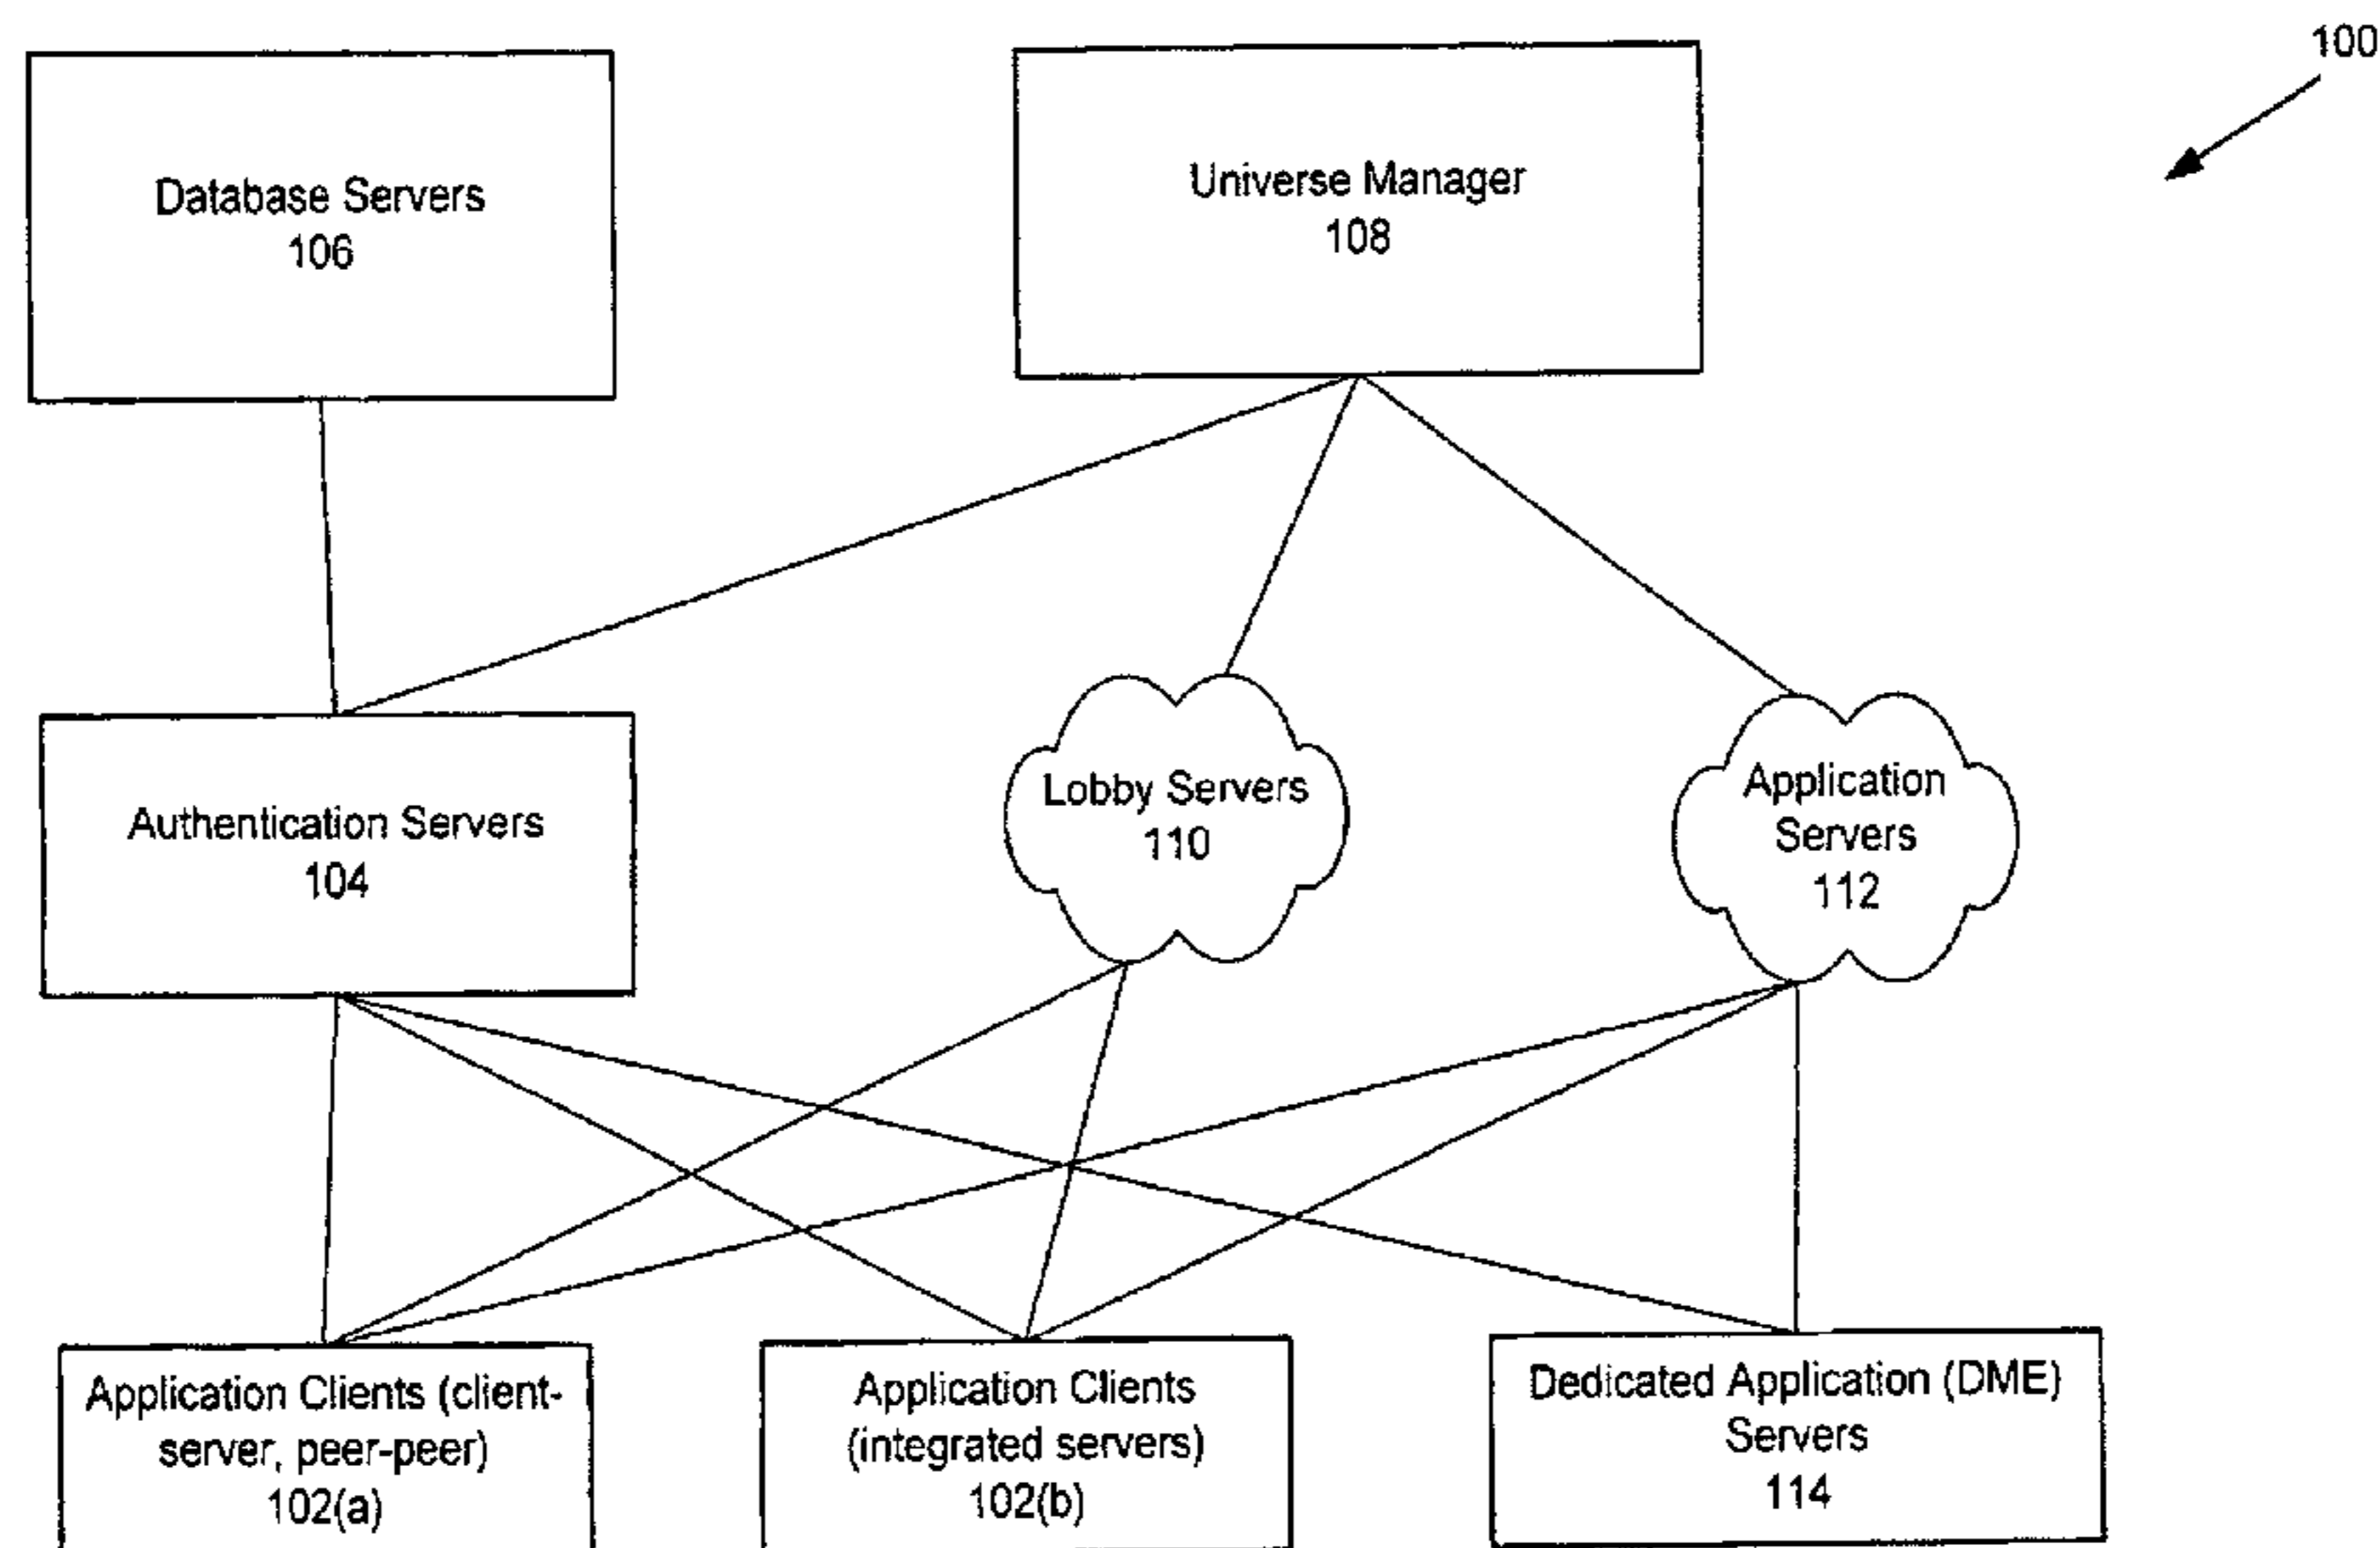 100
Database Servers
106
Universe Manager
108
Authentication Servers
104
Lobby Servers
110
Application
Servers
112
Application Clients (client-
server, peer-peer)
102(a)
Application Clients
(integrated servers)
102(b)
Dedicated Application (DME)
Servers
114